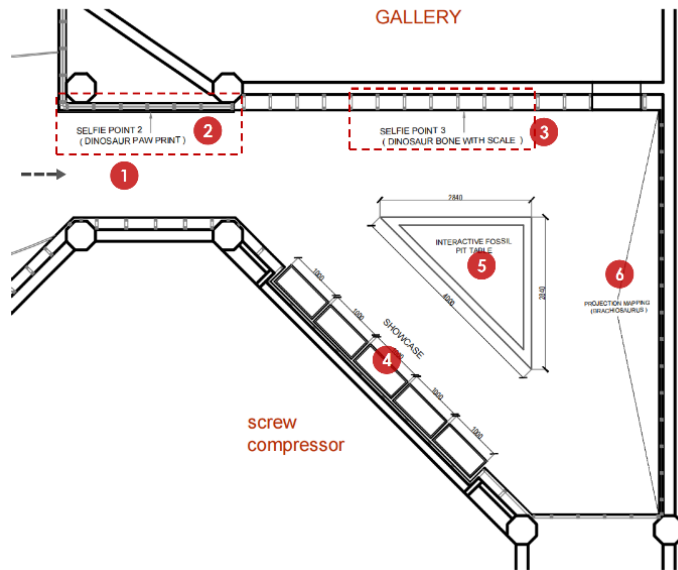 GALLERY
SELFIE POINT 2
( DINOSAUR PAW PRINT)
2
SELFIE POINT 3
( DINOSAUR BONE WITH SCALE)
3
1
2840
INTERACTIVE FOSSIL
PIT TABLE
5
2840
4000
6
PROJECTION MAPPING
(BRACHIOSAURUS)
1000
1000
SHOWCASE
4
1000
1000
screw
compressor